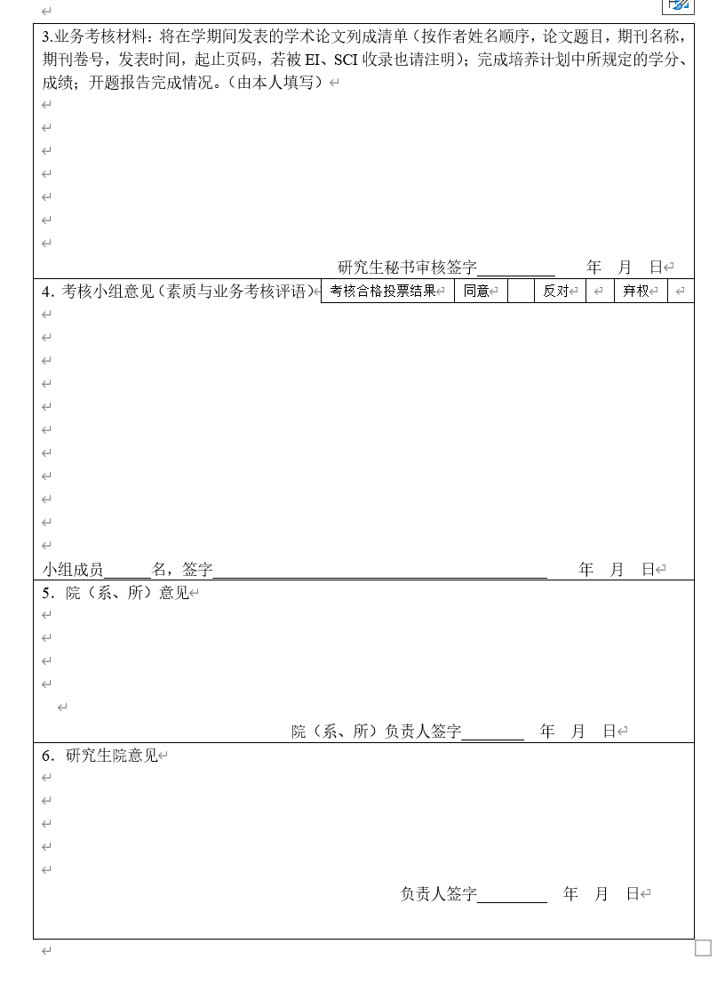 3.业务考核材料：将在学期间发表的学术论文列成清单（按作者姓名顺序，论文题目，期刊名称，
期刊卷号，发表时间，起止页码，若被 EI、SCI 收录也请注明）；完成培养计划中所规定的学分、
成绩；开题报告完成情况。（由本人填写）
研究生秘书审核签字__________ 年 月 日
4．考核小组意见（素质与业务考核评语） 考核合格投票结果 同意 反对 弃权
小组成员______名，签字___________________________________________ 年 月 日
5．院（系、所）意见
院（系、所）负责人签字________ 年 月 日
6．研究生院意见
负责人签字_________ 年 月 日